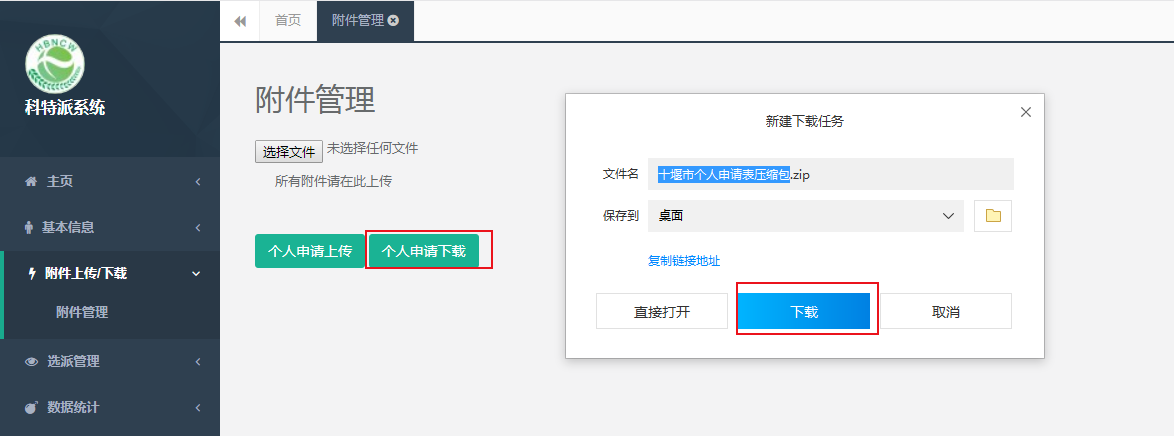 首页
附件管理
HBNCW
科特派系统
主页
基本信息
附件上传/下载
附件管理
选派管理
数据统计
附件管理
选择文件 未选择任何文件
所有附件请在此上传
个人申请上传 个人申请下载
新建下载任务
文件名 十堰市个人申请表压缩包.zip
保存到 桌面
复制链接地址
直接打开 下载 取消